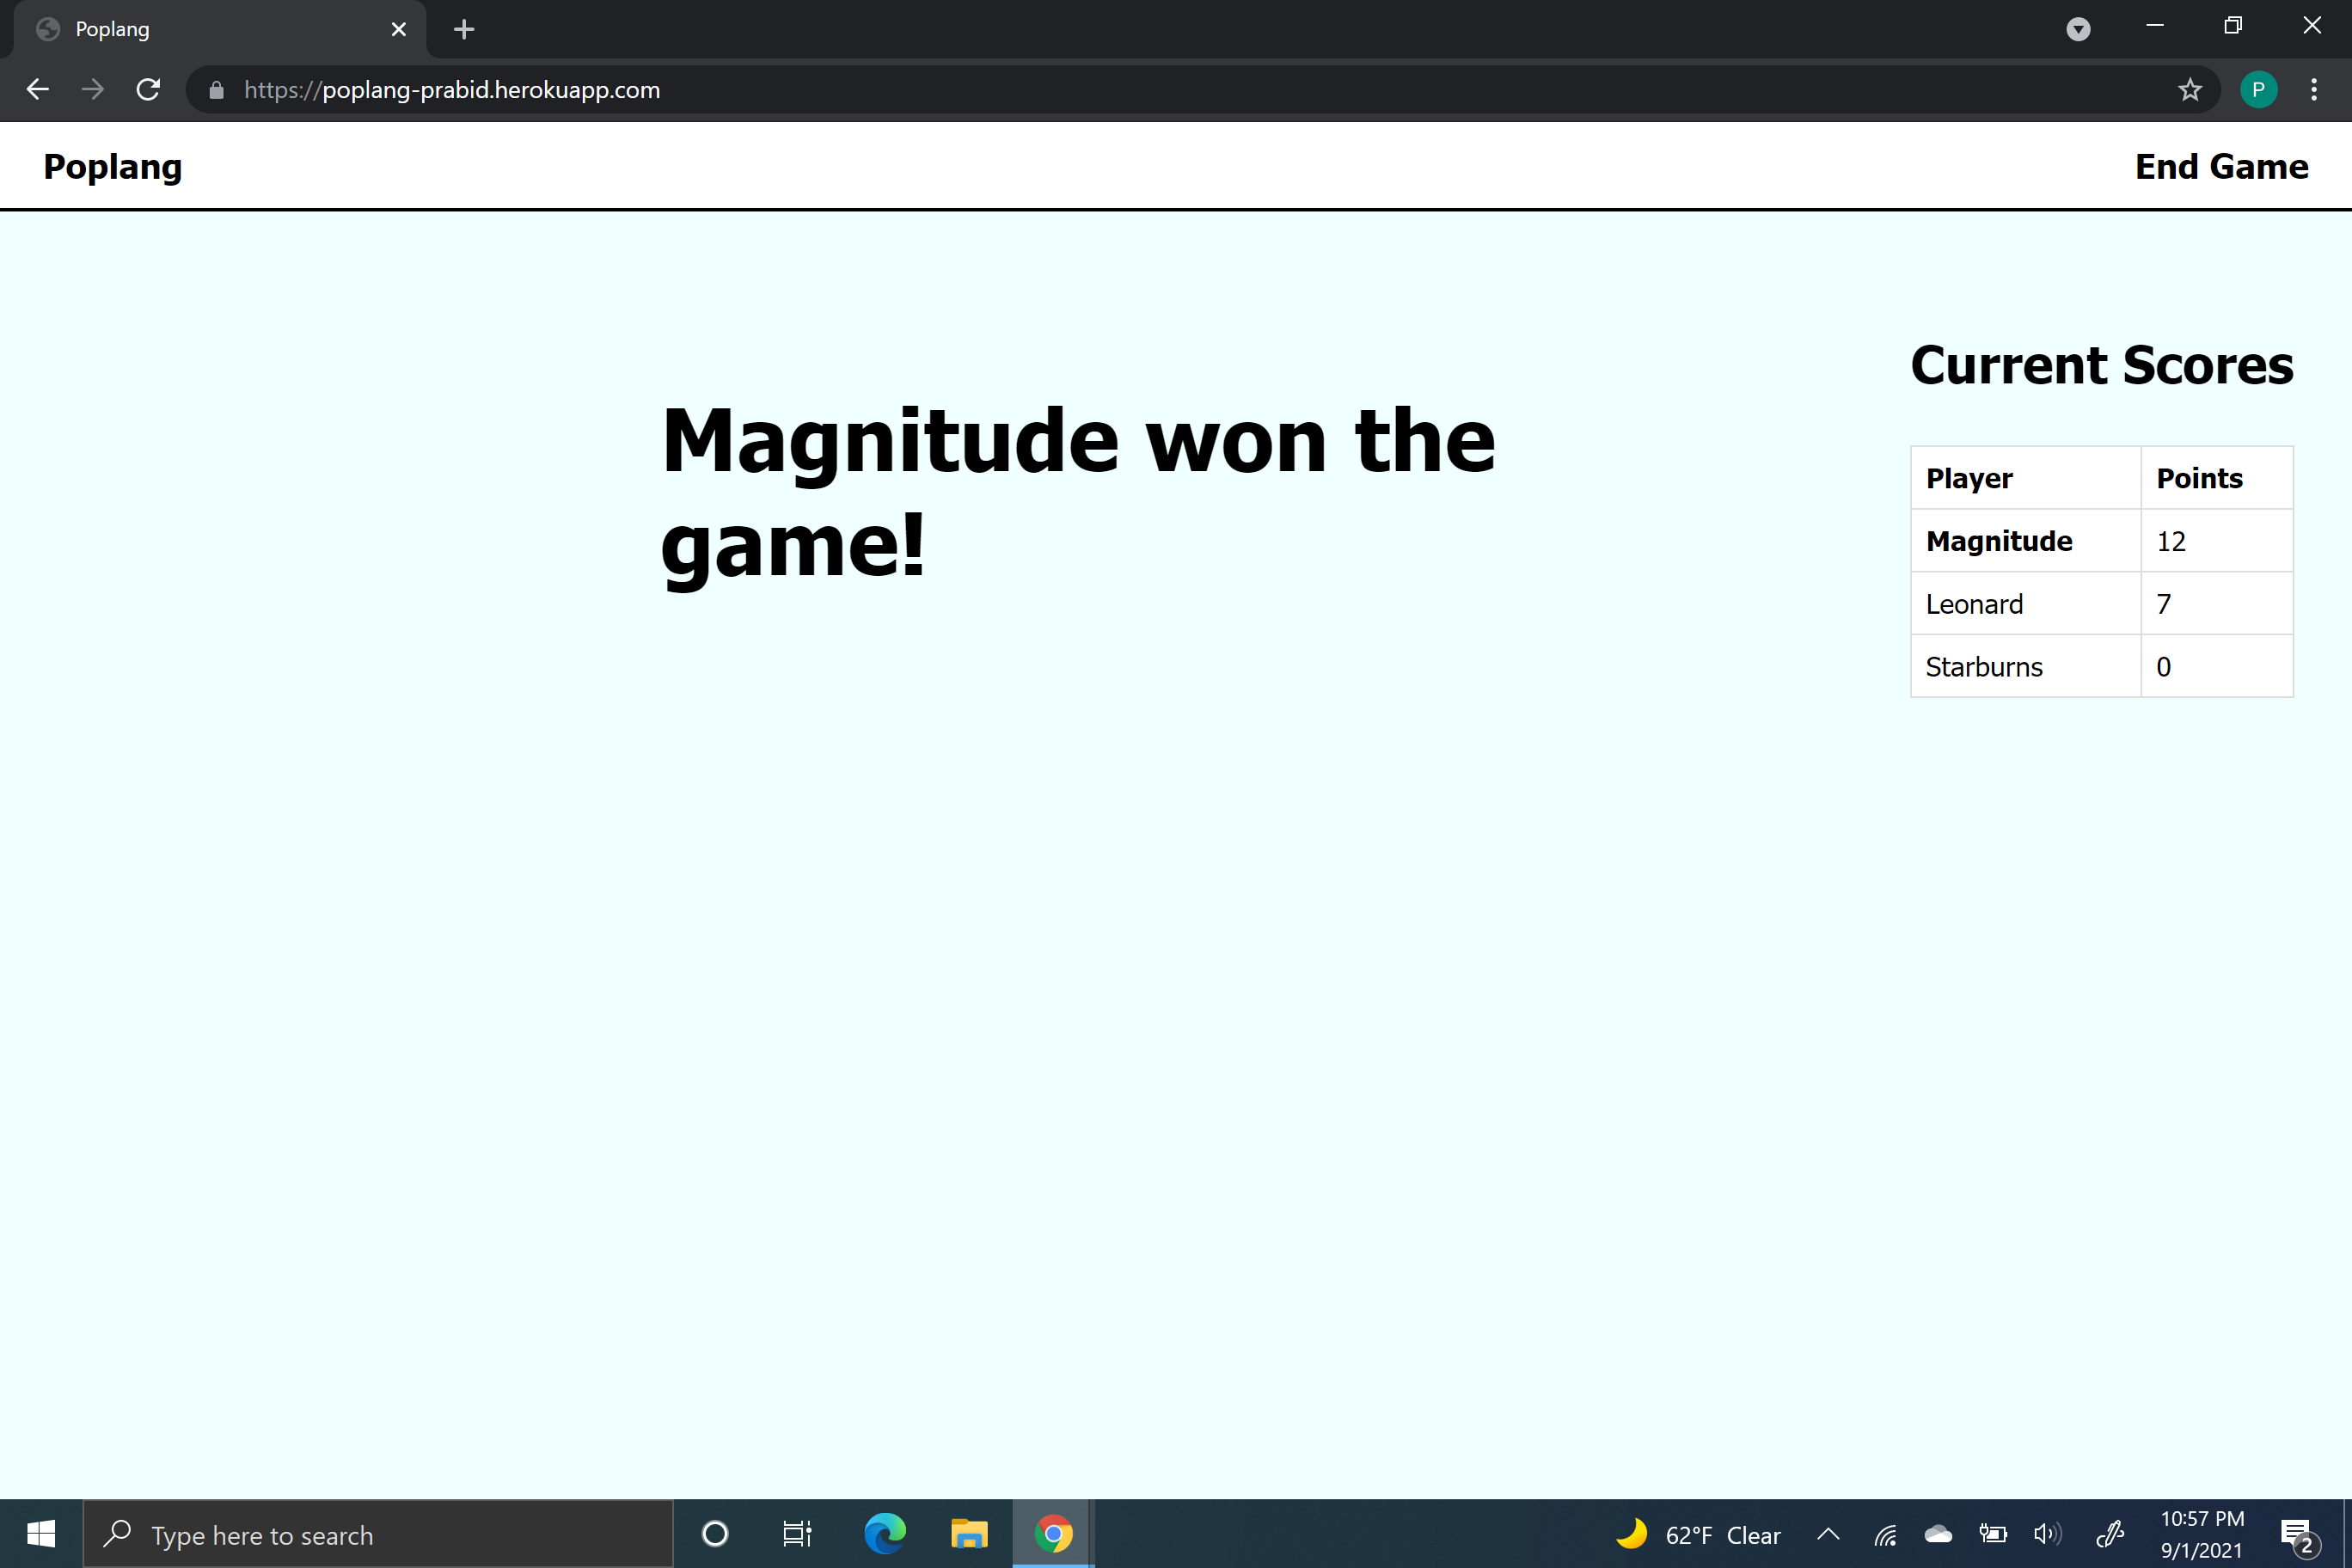 Poplang
https://poplang-prabid.herokuapp.com
P
Poplang
End Game
Magnitude won the
game!
Current Scores
Player Points
Magnitude 12
Leonard 7
Starburns 0
Type here to search
62°F Clear
10:57 PM
9/1/2021
2